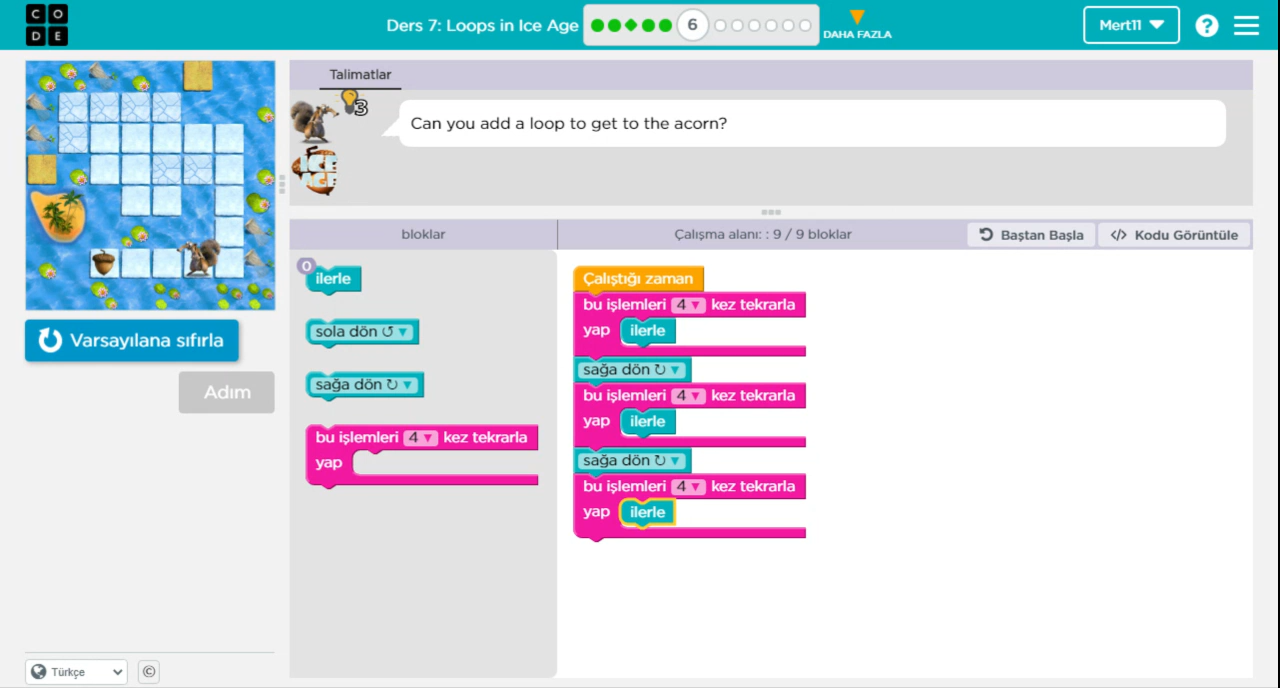 C O
D E
Ders 7: Loops in Ice Age
6
DAHA FAZLA
Mert11
?
Talimatlar
3
Can you add a loop to get to the acorn?
ICE
AGE
bloklar
Çalışma alanı: : 9 / 9 bloklar
Baştan Başla
</> Kodu Görüntüle
0
ilerle
sola dön ↺ ▼
sağa dön ↻ ▼
bu işlemleri 4 ▼ kez tekrarla
yap
Çalıştığı zaman
bu işlemleri 4 ▼ kez tekrarla
yap ilerle
sağa dön ↻ ▼
bu işlemleri 4 ▼ kez tekrarla
yap ilerle
sağa dön ↻ ▼
bu işlemleri 4 ▼ kez tekrarla
yap ilerle
Varsayılana sıfırla
Adım
Türkçe
©